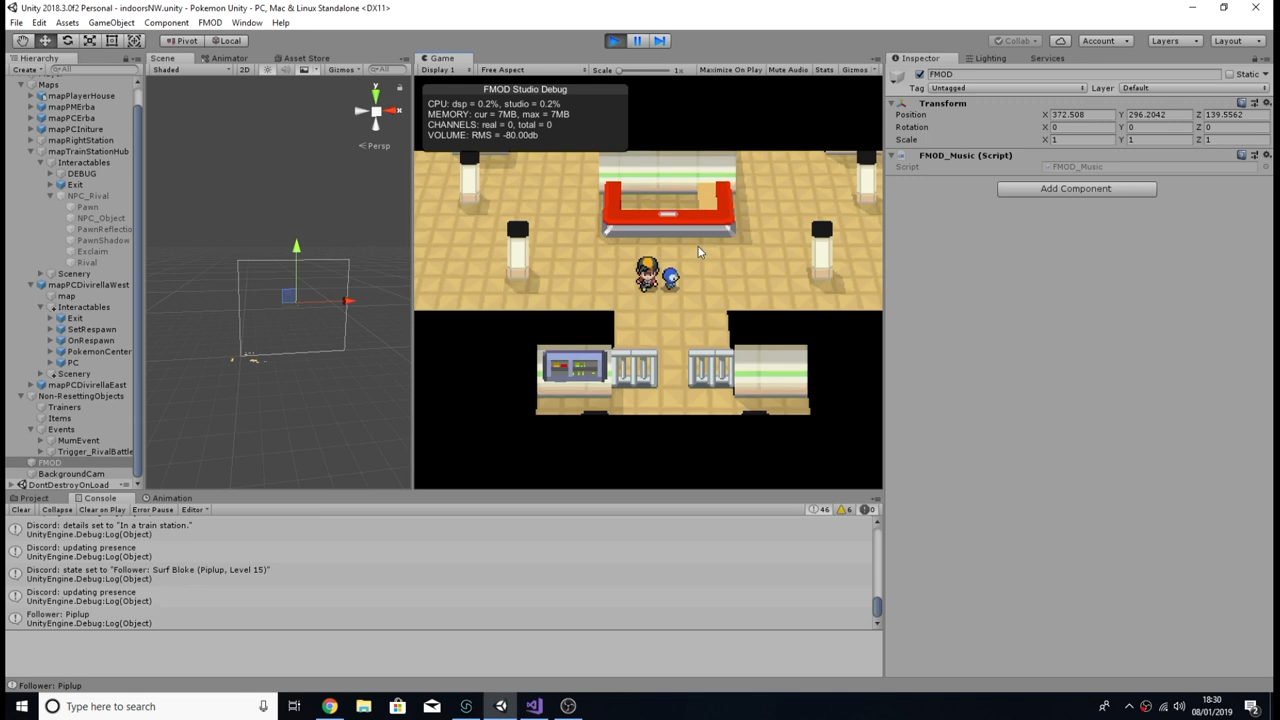 Unity 2018.3.0f2 Personal - indoorsNW.unity - Pokemon Unity - PC, Mac & Linux Standalone <DX11>
File Edit Assets GameObject Component FMOD Window Help
Pivot Local Collab Account Layers Layout
Hierarchy Scene Animator Asset Store Game Inspector Lighting Services
Create All Shaded 2D Gizmos All Display 1 Free Aspect Scale 1x Maximize On Play Mute Audio Stats Gizmos
FMOD Static
Tag Untagged Layer Default
Transform
Position X 372.508 Y 296.2042 Z 139.5562
Rotation X 0 Y 0 Z 0
Scale X 1 Y 1 Z 1
FMOD_Music (Script)
Script FMOD_Music
Add Component
Maps
mapPlayerHouse
mapPMErba
mapPCErba
mapPCIniture
mapRightStation
mapTrainStationHub
Interactables
DEBUG
Exit
NPC_Rival
Pawn
NPC_Object
PawnReflectio
PawnShadow
Exclaim
Rival
Scenery
mapPCDivirellaWest
map
Interactables
Exit
SetRespawn
OnRespawn
PokemonCenter
PC
Scenery
mapPCDivirellaEast
Non-ResettingObjects
Trainers
Items
Events
MumEvent
Trigger_RivalBattle
FMOD
BackgroundCam
DontDestroyOnLoad
y
x
Persp
FMOD Studio Debug
CPU: dsp = 0.2%, studio = 0.2%
MEMORY: cur = 7MB, max = 7MB
CHANNELS: real = 0, total = 0
VOLUME: RMS = -80.00db
Project Console Animation
Clear Collapse Clear on Play Error Pause Editor 46 6 0
Discord: details set to "In a train station."
UnityEngine.Debug:Log(Object)
Discord: updating presence
UnityEngine.Debug:Log(Object)
Discord: state set to "Follower: Surf Bloke (Piplup, Level 15)"
UnityEngine.Debug:Log(Object)
Discord: updating presence
UnityEngine.Debug:Log(Object)
Follower: Piplup
UnityEngine.Debug:Log(Object)
Follower: Piplup
Type here to search
18:30
08/01/2019
2